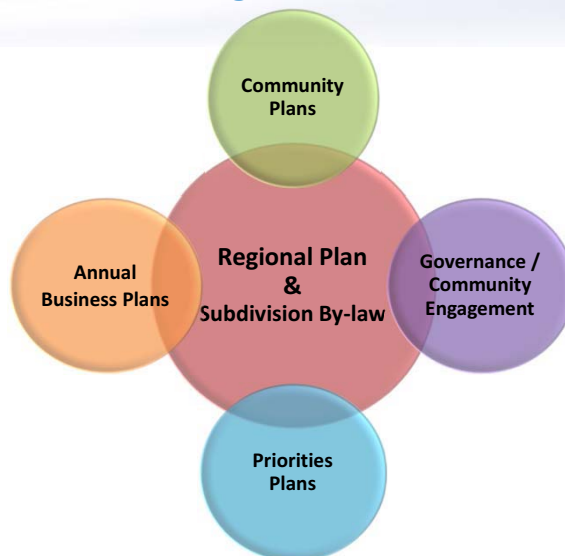 Community
Plans
Regional Plan
&
Subdivision By-law
Annual
Business Plans
Governance /
Community
Engagement
Priorities
Plans